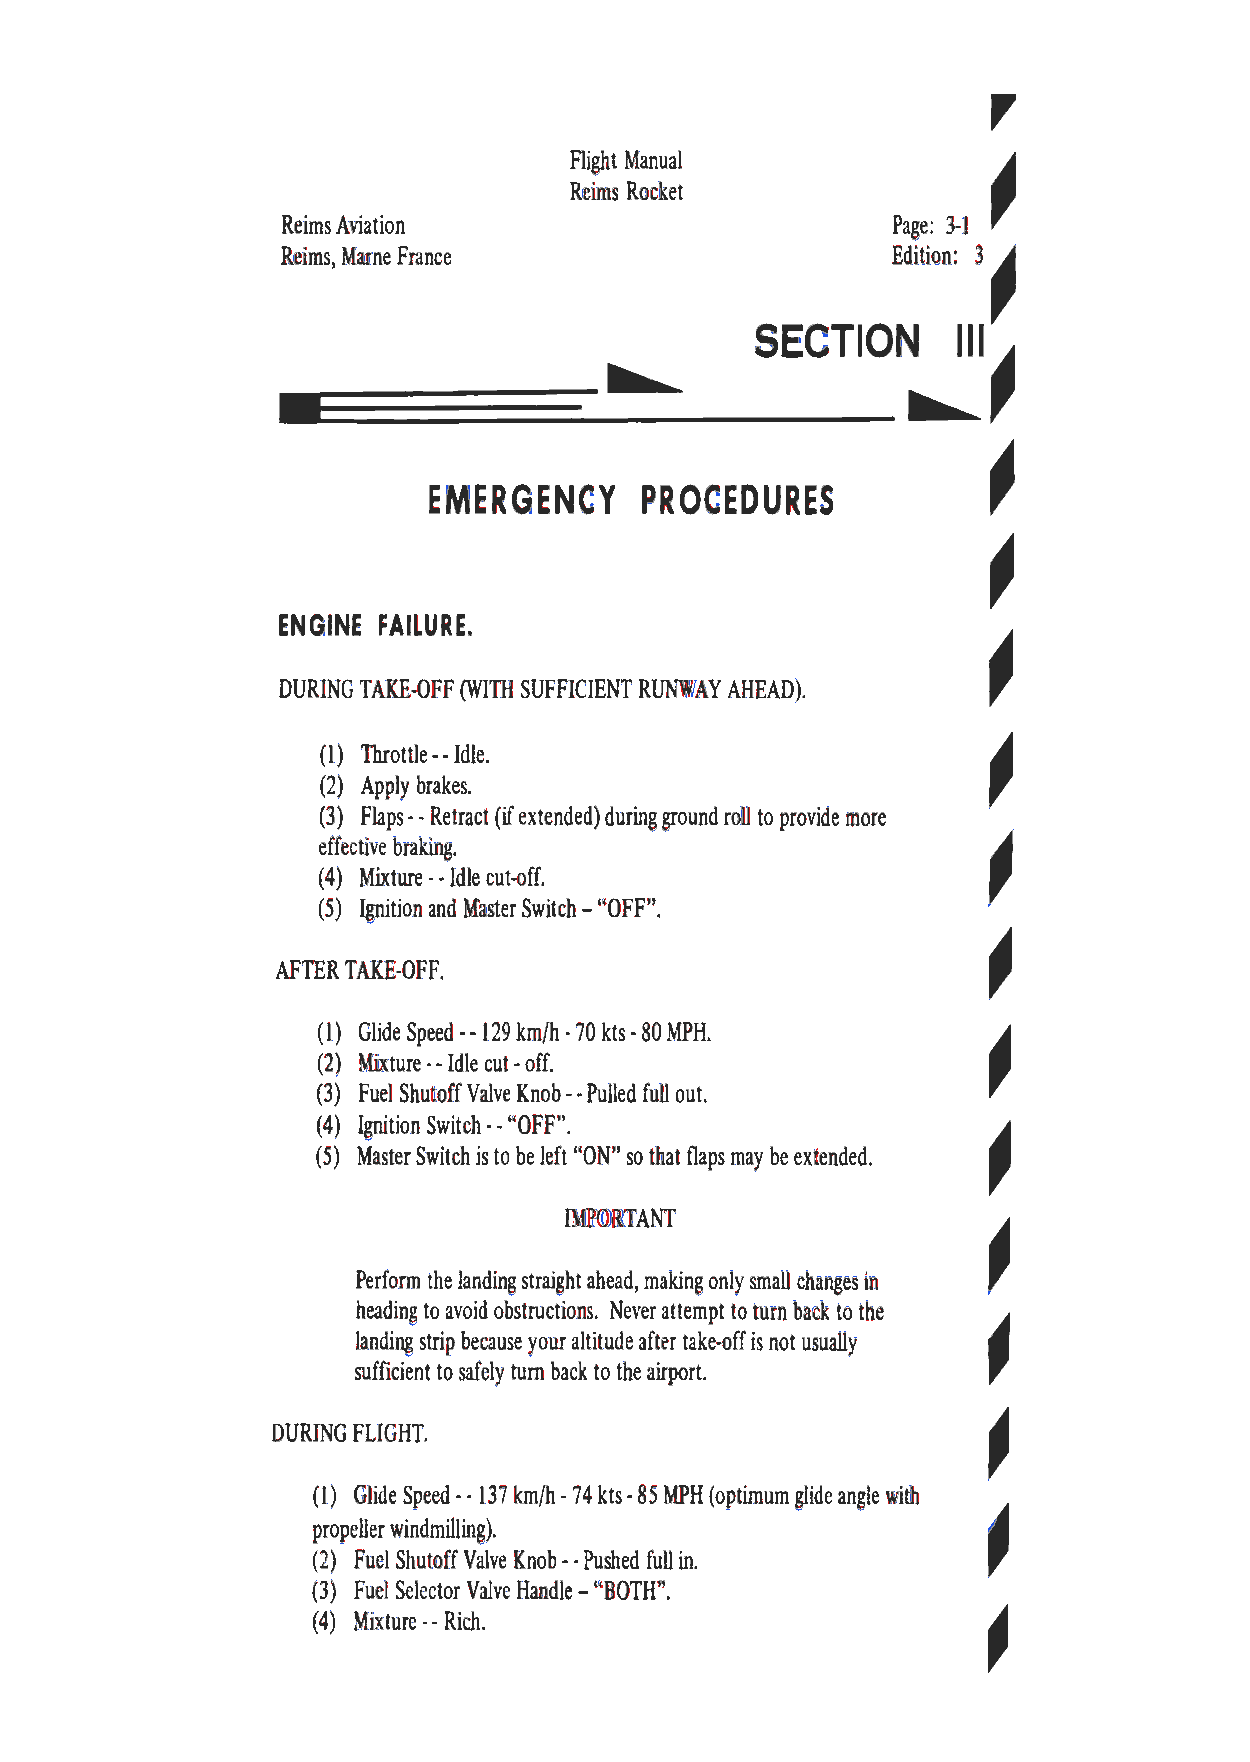 Flight Manual
Reims Rocket
Reims Aviation Page: 3-1
Reims, Marne France Edition: 3
SECTION III
EMERGENCY PROCEDURES
ENGINE FAILURE.
DURING TAKE-OFF (WITH SUFFICIENT RUNWAY AHEAD).
(1) Throttle - - Idle.
(2) Apply brakes.
(3) Flaps - - Retract (if extended) during ground roll to provide more
effective braking.
(4) Mixture - - Idle cut-off.
(5) Ignition and Master Switch – “OFF”.
AFTER TAKE-OFF.
(1) Glide Speed - - 129 km/h - 70 kts - 80 MPH.
(2) Mixture - - Idle cut - off.
(3) Fuel Shutoff Valve Knob - - Pulled full out.
(4) Ignition Switch - - “OFF”.
(5) Master Switch is to be left “ON” so that flaps may be extended.
IMPORTANT
Perform the landing straight ahead, making only small changes in
heading to avoid obstructions. Never attempt to turn back to the
landing strip because your altitude after take-off is not usually
sufficient to safely turn back to the airport.
DURING FLIGHT.
(1) Glide Speed - - 137 km/h - 74 kts - 85 MPH (optimum glide angle with
propeller windmilling).
(2) Fuel Shutoff Valve Knob - - Pushed full in.
(3) Fuel Selector Valve Handle – “BOTH”.
(4) Mixture - - Rich.